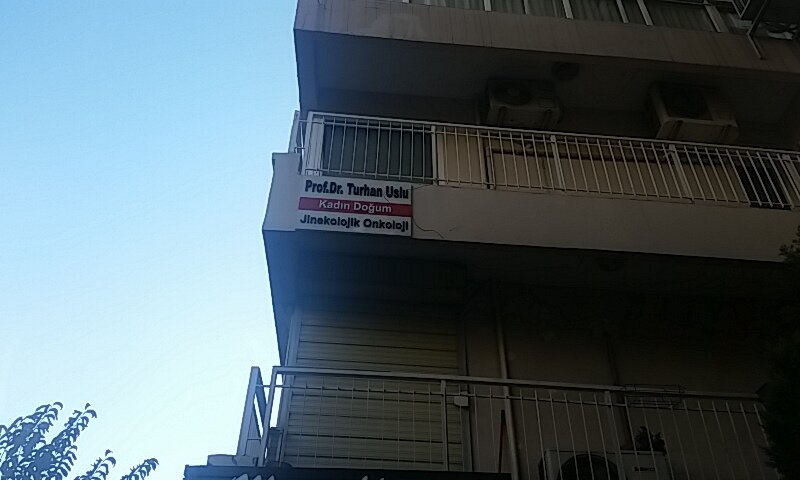 Prof.Dr. Turhan Uslu
Kadın Doğum
Jinekolojik Onkoloji